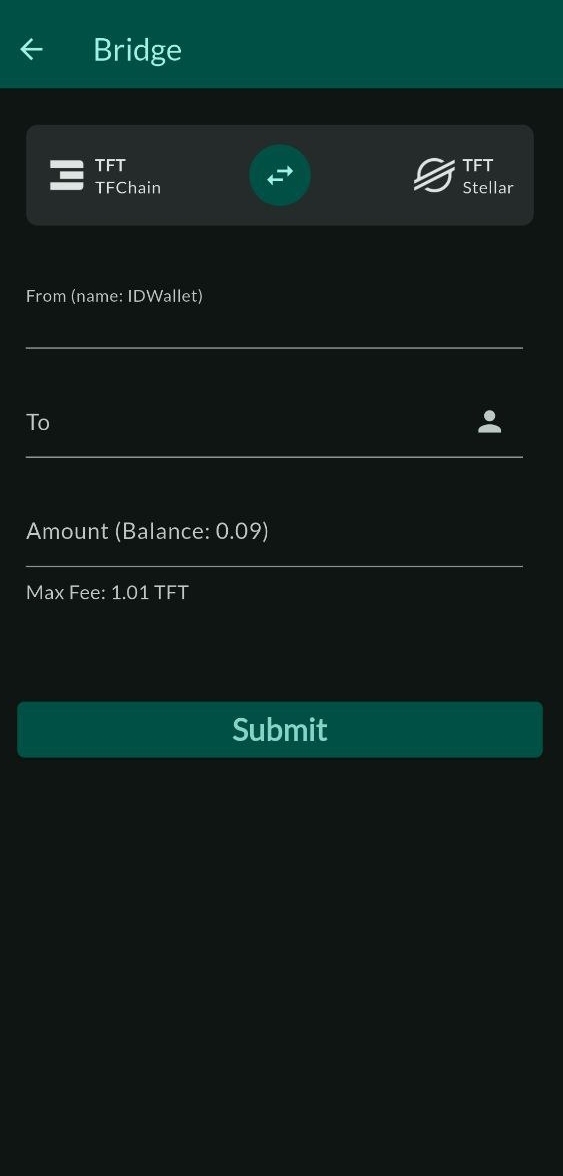 Bridge
TFT
TFChain
TFT
Stellar
From (name: IDWallet)
To
Amount (Balance: 0.09)
Max Fee: 1.01 TFT
Submit